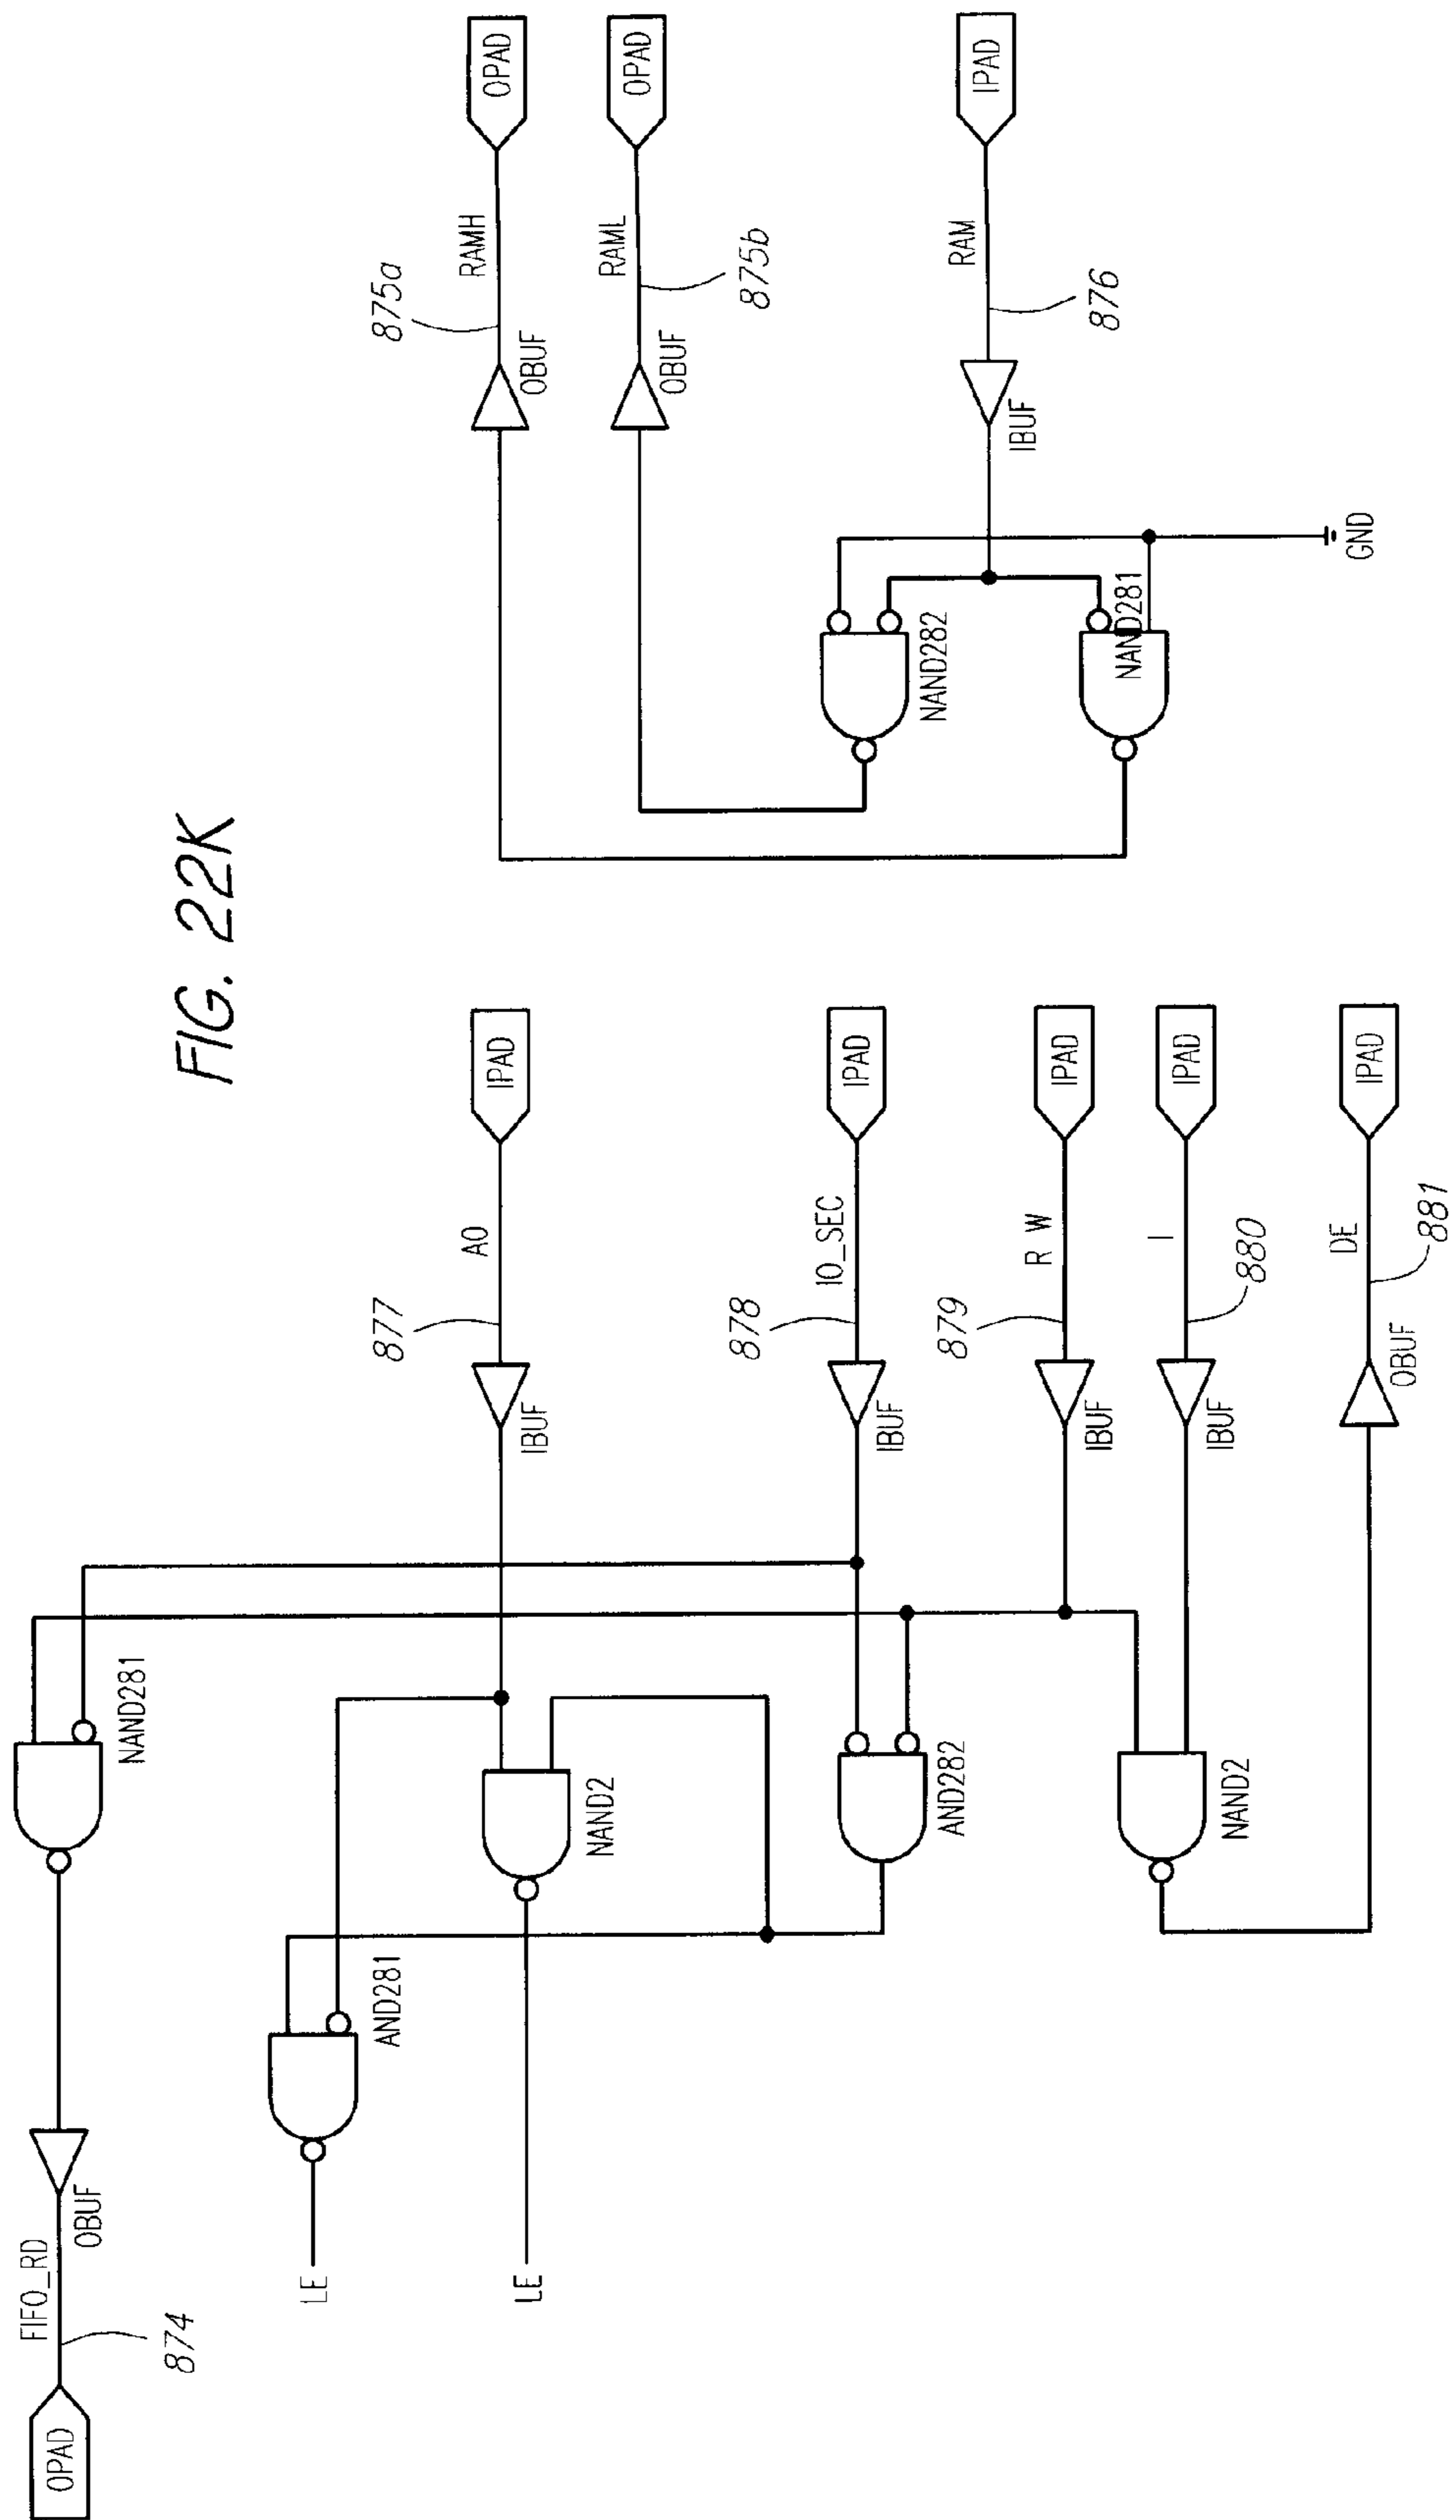 FIG. 22K
OPAD
FIFO_RD
874
OBUF
NAND281
LE
AND281
877
A0
IBUF
IPAD
LE
NAND2
878
IO_SEC
IBUF
IPAD
AND282
879
R W
IBUF
IPAD
I
880
IBUF
IPAD
NAND2
DE
881
OBUF
IPAD
875a
RAMH
OBUF
OPAD
RAML
875b
OBUF
OPAD
RAM
876
IBUF
IPAD
NAND282
NAND281
GND